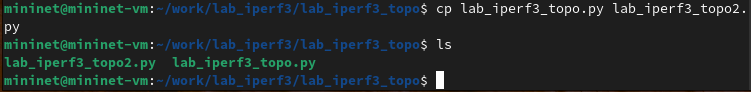 mininet@mininet-vm:~/work/lab_iperf3/lab_iperf3_topo$ cp lab_iperf3_topo.py lab_iperf3_topo2.
py
mininet@mininet-vm:~/work/lab_iperf3/lab_iperf3_topo$ ls
lab_iperf3_topo2.py  lab_iperf3_topo.py
mininet@mininet-vm:~/work/lab_iperf3/lab_iperf3_topo$